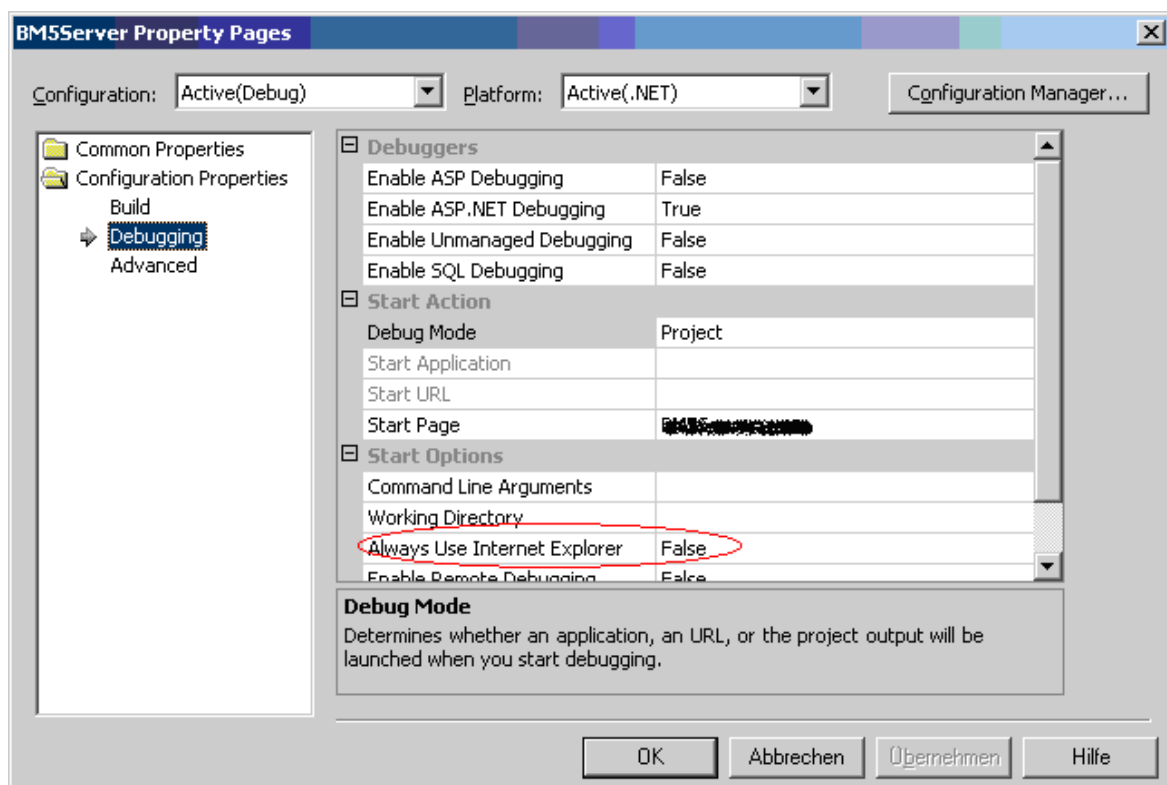 BM5Server Property Pages
Configuration: Active(Debug) Platform: Active(.NET) Configuration Manager...
Common Properties
Configuration Properties
Build
Debugging
Advanced
Debuggers
Enable ASP Debugging False
Enable ASP.NET Debugging True
Enable Unmanaged Debugging False
Enable SQL Debugging False
Start Action
Debug Mode Project
Start Application
Start URL
Start Page
Start Options
Command Line Arguments
Working Directory
Always Use Internet Explorer False
Enable Remote Debugging False
Debug Mode
Determines whether an application, an URL, or the project output will be
launched when you start debugging.
OK Abbrechen Übernehmen Hilfe